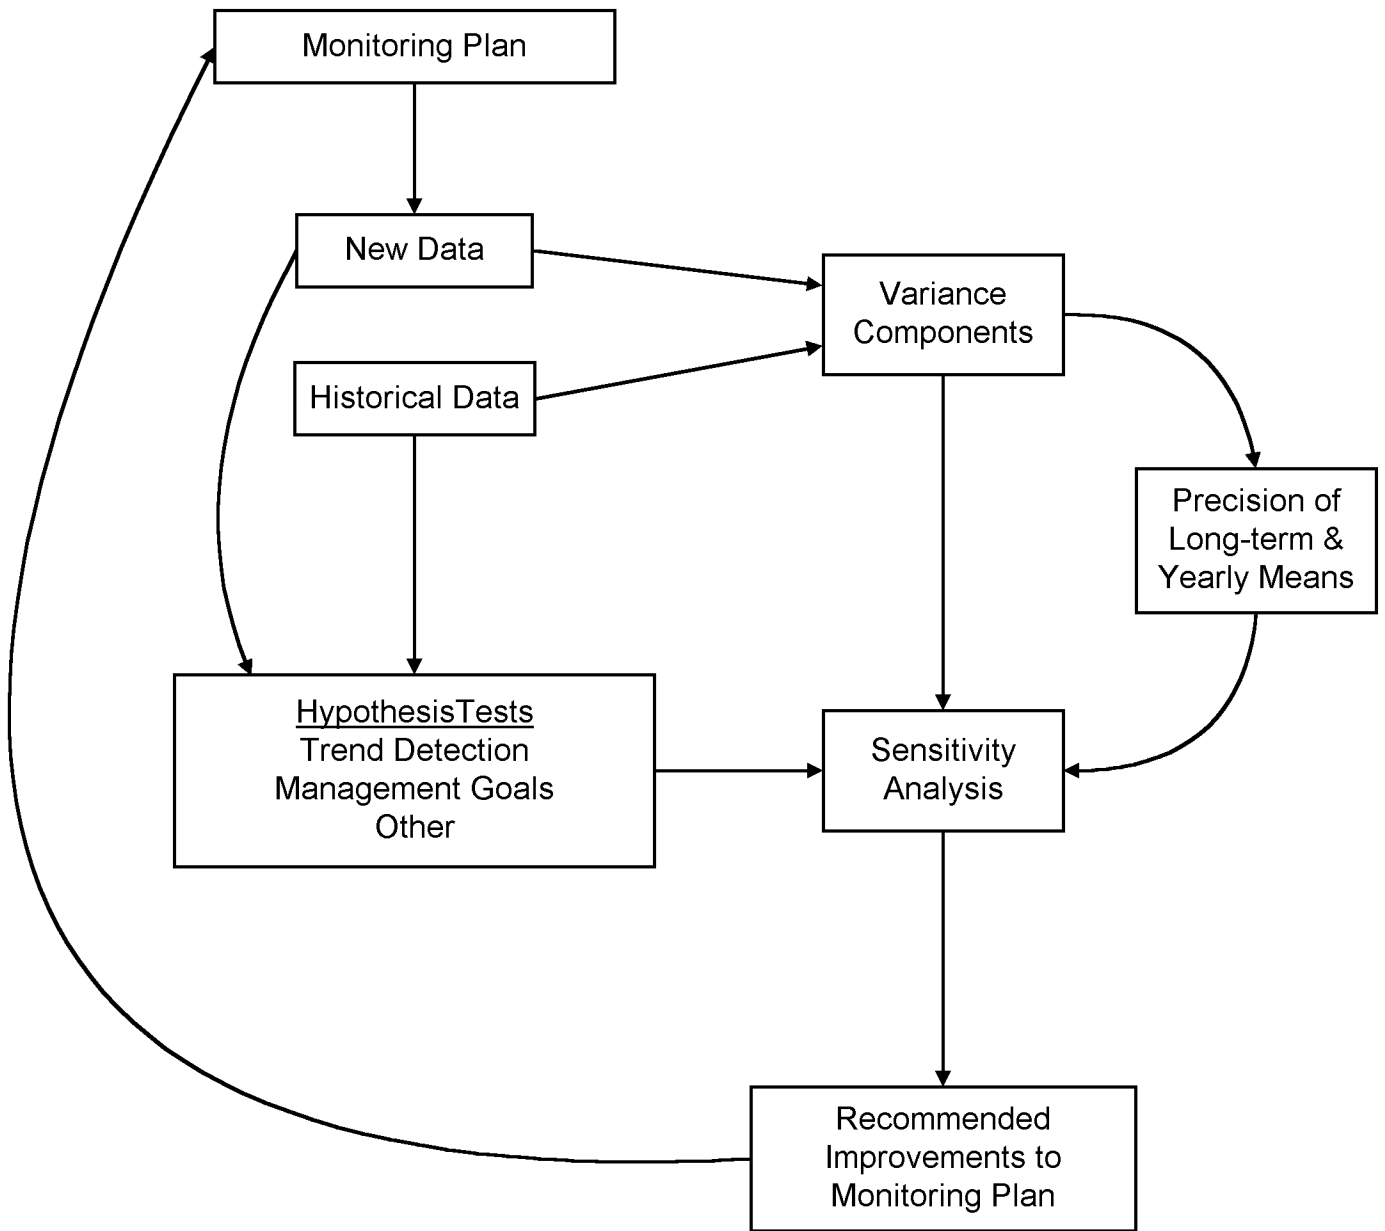 Monitoring Plan
New Data
Variance
Components
Historical Data
Precision of
Long-term &
Yearly Means
HypothesisTests
Trend Detection
Management Goals
Other
Sensitivity
Analysis
Recommended
Improvements to
Monitoring Plan